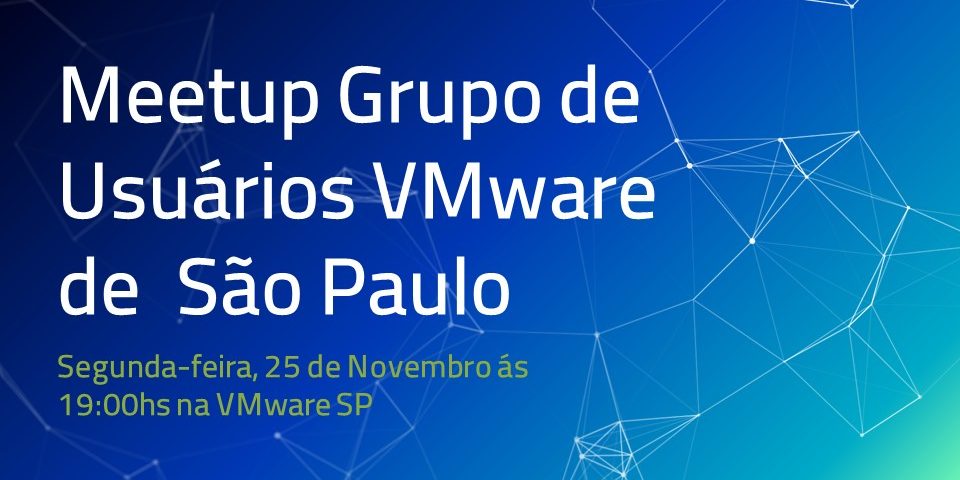 Meetup Grupo de
Usuários VMware
de  São Paulo
Segunda-feira, 25 de Novembro ás
19:00hs na VMware SP